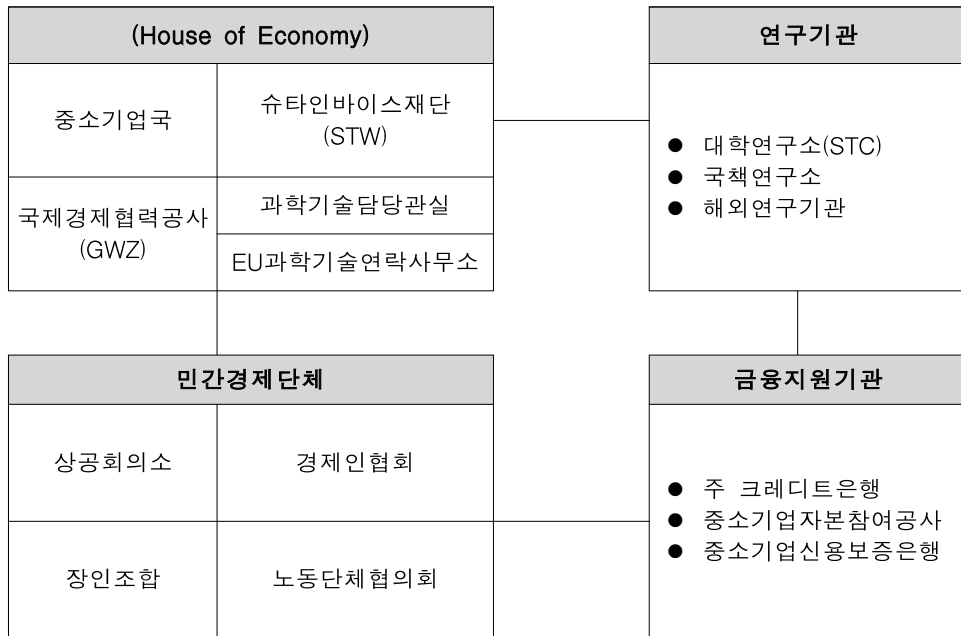 (House of Economy)
중소기업국
슈타인바이스재단
(STW)
국제경제협력공사
(GWZ)
과학기술담당관실
EU과학기술연락사무소
연구기관
● 대학연구소(STC)
● 국책연구소
● 해외연구기관
민간경제단체
상공회의소
경제인협회
장인조합
노동단체협의회
금융지원기관
● 주 크레디트은행
● 중소기업자본참여공사
● 중소기업신용보증은행